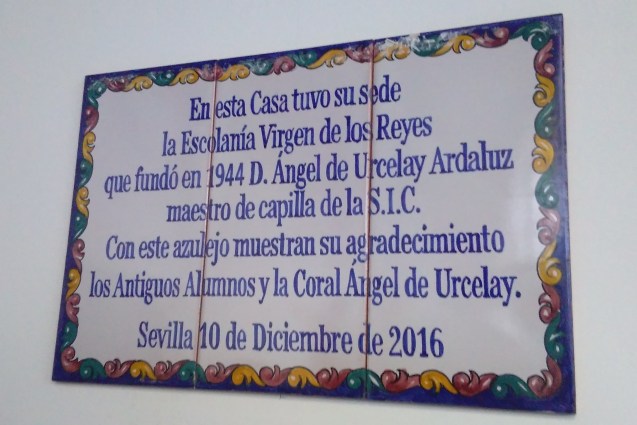 En esta Casa tuvo su sede
la Escolanía Virgen de los Reyes
que fundó en 1944 D. Ángel de Urcelay Ardaluz
maestro de capilla de la S.I.C.
Con este azulejo muestran su agradecimiento
los Antiguos Alumnos y la Coral Ángel de Urcelay.
Sevilla 10 de Diciembre de 2016